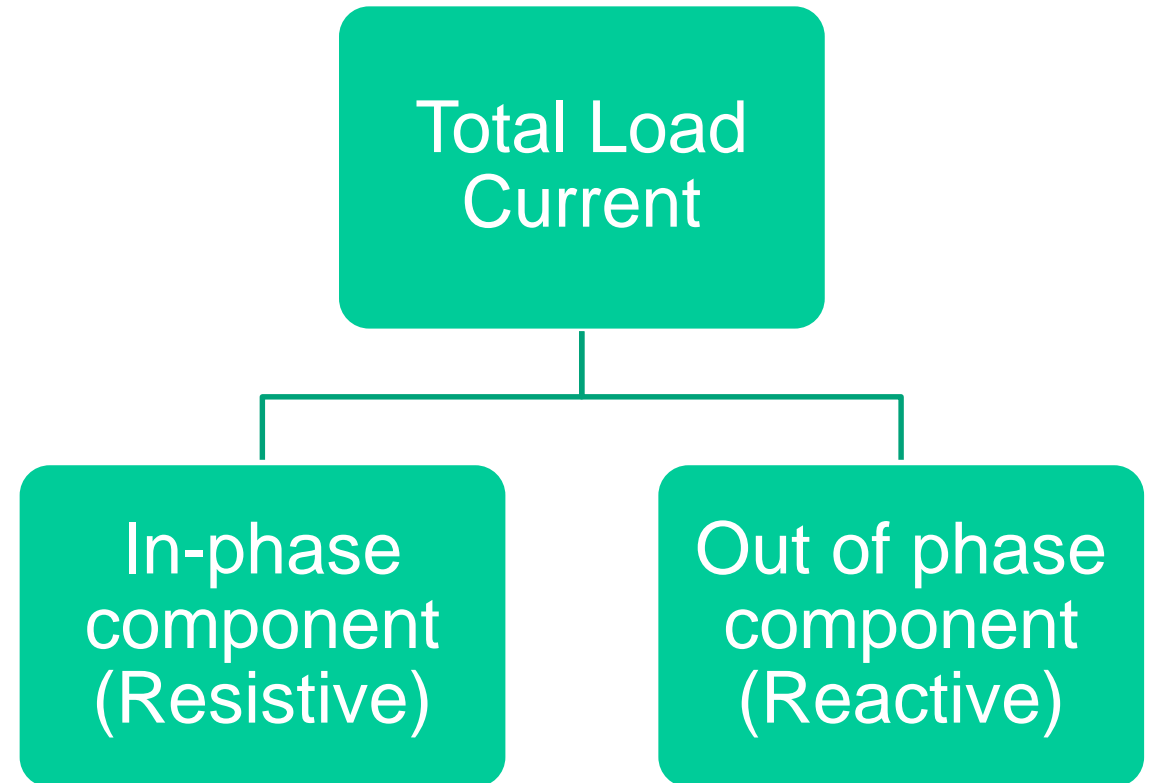 Total Load
Current
In-phase
component
(Resistive)
Out of phase
component
(Reactive)